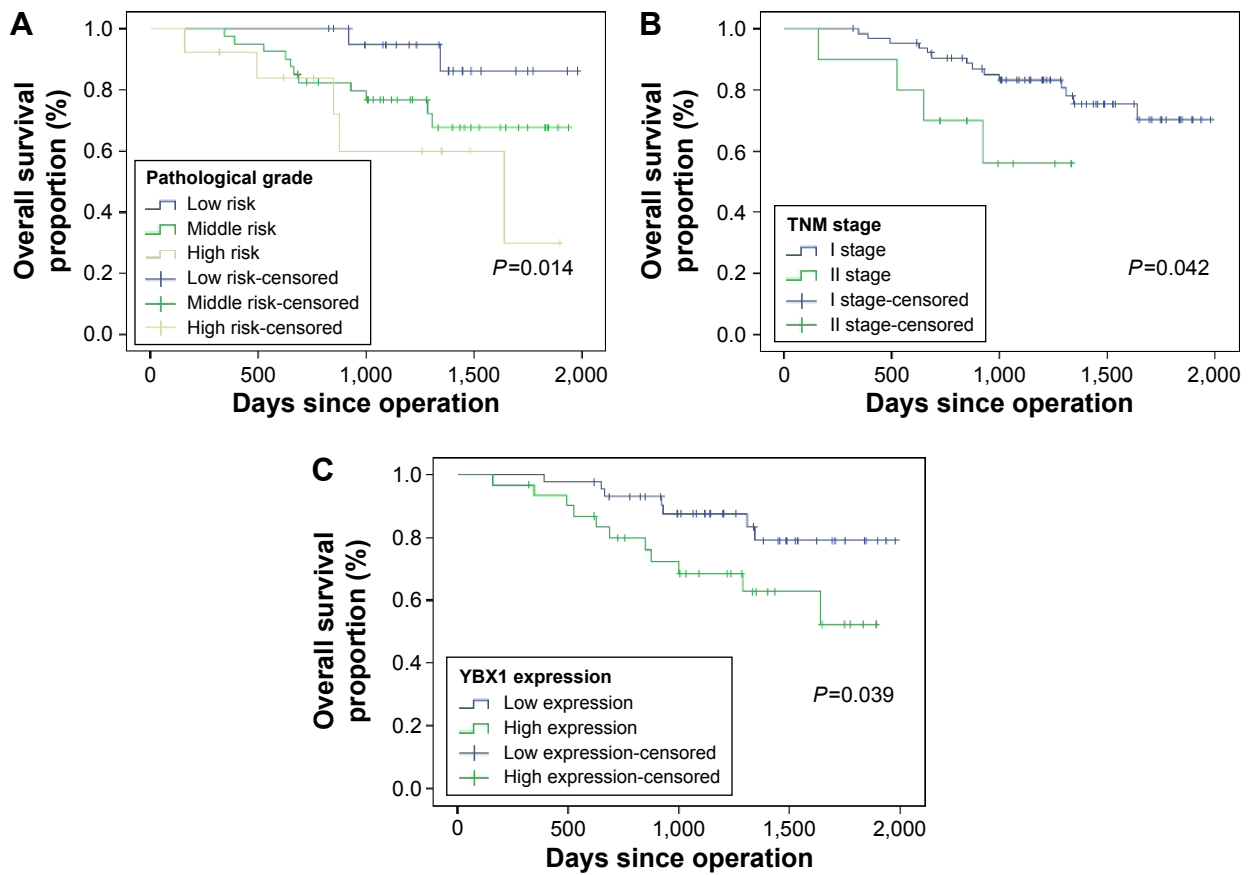 A
Overall survival
proportion (%)
1.0
0.8
0.6
0.4
0.2
0.0
Pathological grade
Low risk
Middle risk
High risk
Low risk-censored
Middle risk-censored
High risk-censored
P=0.014
0 500 1,000 1,500 2,000
Days since operation
B
Overall survival
proportion (%)
1.0
0.8
0.6
0.4
0.2
0.0
TNM stage
I stage
II stage
I stage-censored
II stage-censored
P=0.042
0 500 1,000 1,500 2,000
Days since operation
C
Overall survival
proportion (%)
1.0
0.8
0.6
0.4
0.2
0.0
YBX1 expression
Low expression
High expression
Low expression-censored
High expression-censored
P=0.039
0 500 1,000 1,500 2,000
Days since operation